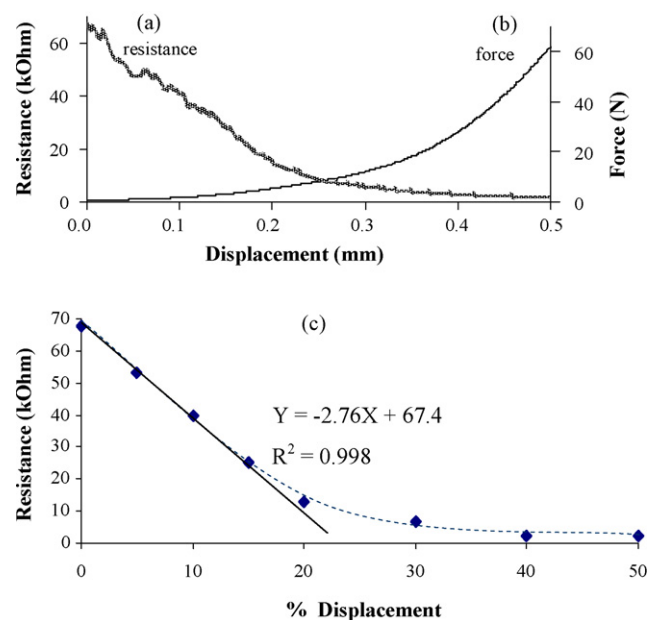 (a)
(b)
resistance
force
Resistance (kOhm)
60
40
20
0
Force (N)
60
40
20
0
0.0 0.1 0.2 0.3 0.4 0.5
Displacement (mm)
(c)
Resistance (kOhm)
70
60
50
40
30
20
10
0
Y = -2.76X + 67.4
R² = 0.998
0 10 20 30 40 50
% Displacement